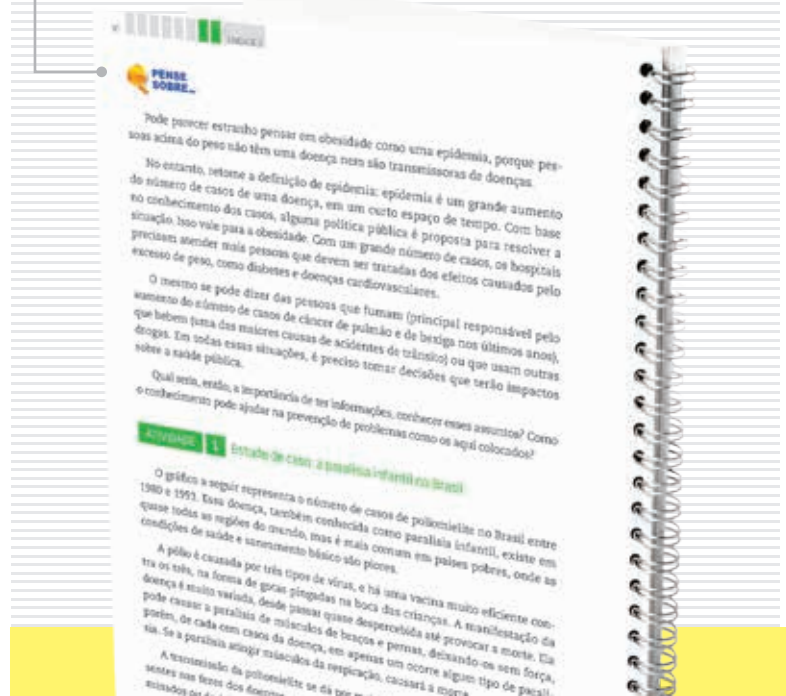 UNIDADE
PENSE
SOBRE...
Pode parecer estranho pensar em obesidade como uma epidemia, porque pes-
soas acima do peso não têm uma doença nem são transmissoras de doenças.
No entanto, retome a definição de epidemia: epidemia é um grande aumento
do número de casos de uma doença, em um curto espaço de tempo. Com base
no conhecimento dos casos, alguma política pública é proposta para resolver a
situação. Isso vale para a obesidade. Com um grande número de casos, os hospitais
precisam atender mais pessoas que devem ser tratadas dos efeitos causados pelo
excesso de peso, como diabetes e doenças cardiovasculares.
O mesmo se pode dizer das pessoas que fumam (principal responsável pelo
aumento do número de casos de câncer de pulmão e de bexiga nos últimos anos),
que bebem (uma das maiores causas de acidentes de trânsito) ou que usam outras
drogas. Em todas essas situações, é preciso tomar decisões que terão impactos
sobre a saúde pública.
Qual seria, então, a importância de ter informações, conhecer esses assuntos? Como
o conhecimento pode ajudar na prevenção de problemas como os aqui colocados?
ATIVIDADE 1 Estudo de caso: a paralisia infantil no Brasil
O gráfico a seguir representa o número de casos de poliomielite no Brasil entre
1980 e 1993. Essa doença, também conhecida como paralisia infantil, existe em
quase todas as regiões do mundo, mas é mais comum em países pobres, onde as
condições de saúde e saneamento básico são piores.
A pólio é causada por três tipos de vírus, e há uma vacina muito eficiente con-
tra os três, na forma de gotas pingadas na boca das crianças. A manifestação da
doença é muito variada, desde passar quase despercebida até provocar a morte. Ela
pode causar a paralisia de músculos de braços e pernas, deixando-os sem força,
porém, de cada cem casos da doença, em apenas um ocorre algum tipo de parali-
sia. Se a paralisia atingir músculos da respiração, causará a morte.
A transmissão da poliomielite se dá por
sentes nas fezes dos doentes